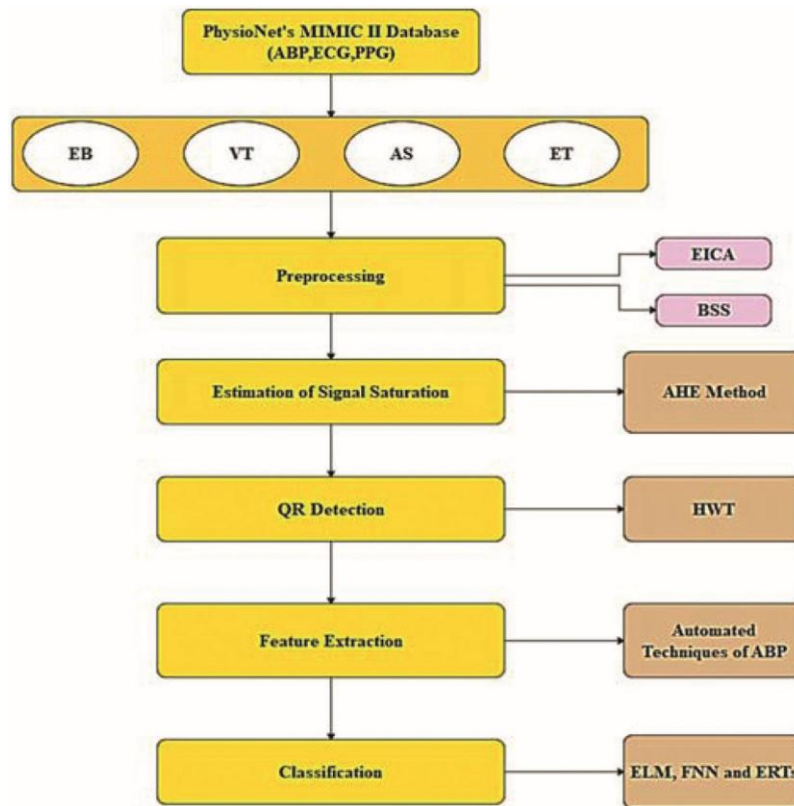 PhysioNet's MIMIC II Database
(ABP,ECG,PPG)
EB
VT
AS
ET
Preprocessing
EICA
BSS
Estimation of Signal Saturation
AHE Method
QR Detection
HWT
Feature Extraction
Automated
Techniques of ABP
Classification
ELM, FNN and ERTs